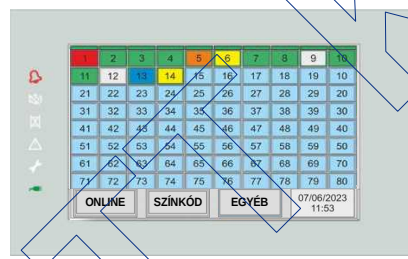 1 2 3 4 5 6 7 8 9 10
11 12 13 14 15 16 17 18 19 10
21 22 23 24 25 26 27 28 29 20
31 32 33 34 35 36 37 38 39 30
41 42 43 44 45 46 47 48 49 40
51 52 53 54 55 56 57 58 59 50
61 62 63 64 65 66 67 68 69 70
71 72 73 74 75 76 77 78 79 80
ONLINE SZÍNKÓD EGYÉB 07/06/2023
11:53